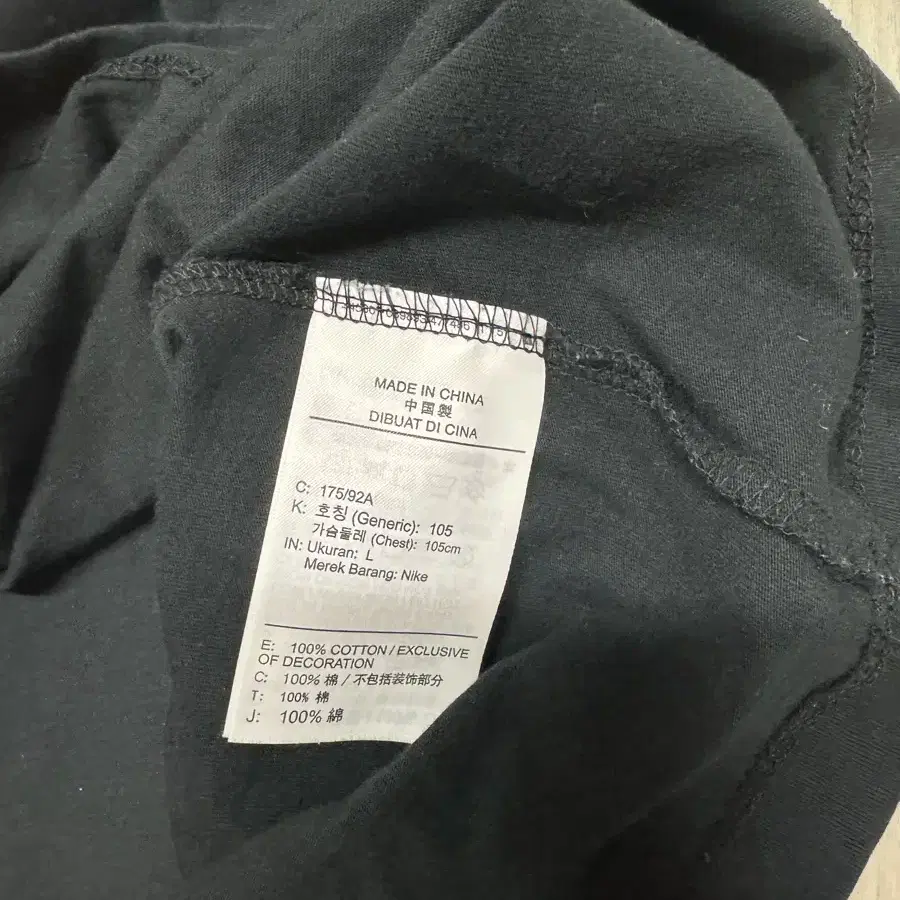 MADE IN CHINA
中国製
DIBUAT DI CINA
C: 175/92A
K: 호칭 (Generic): 105
가슴둘레 (Chest): 105cm
IN: Ukuran: L
Merek Barang: Nike
E: 100% COTTON / EXCLUSIVE
OF DECORATION
C: 100% 棉 / 不包括装饰部分
T: 100% 棉
J: 100% 綿